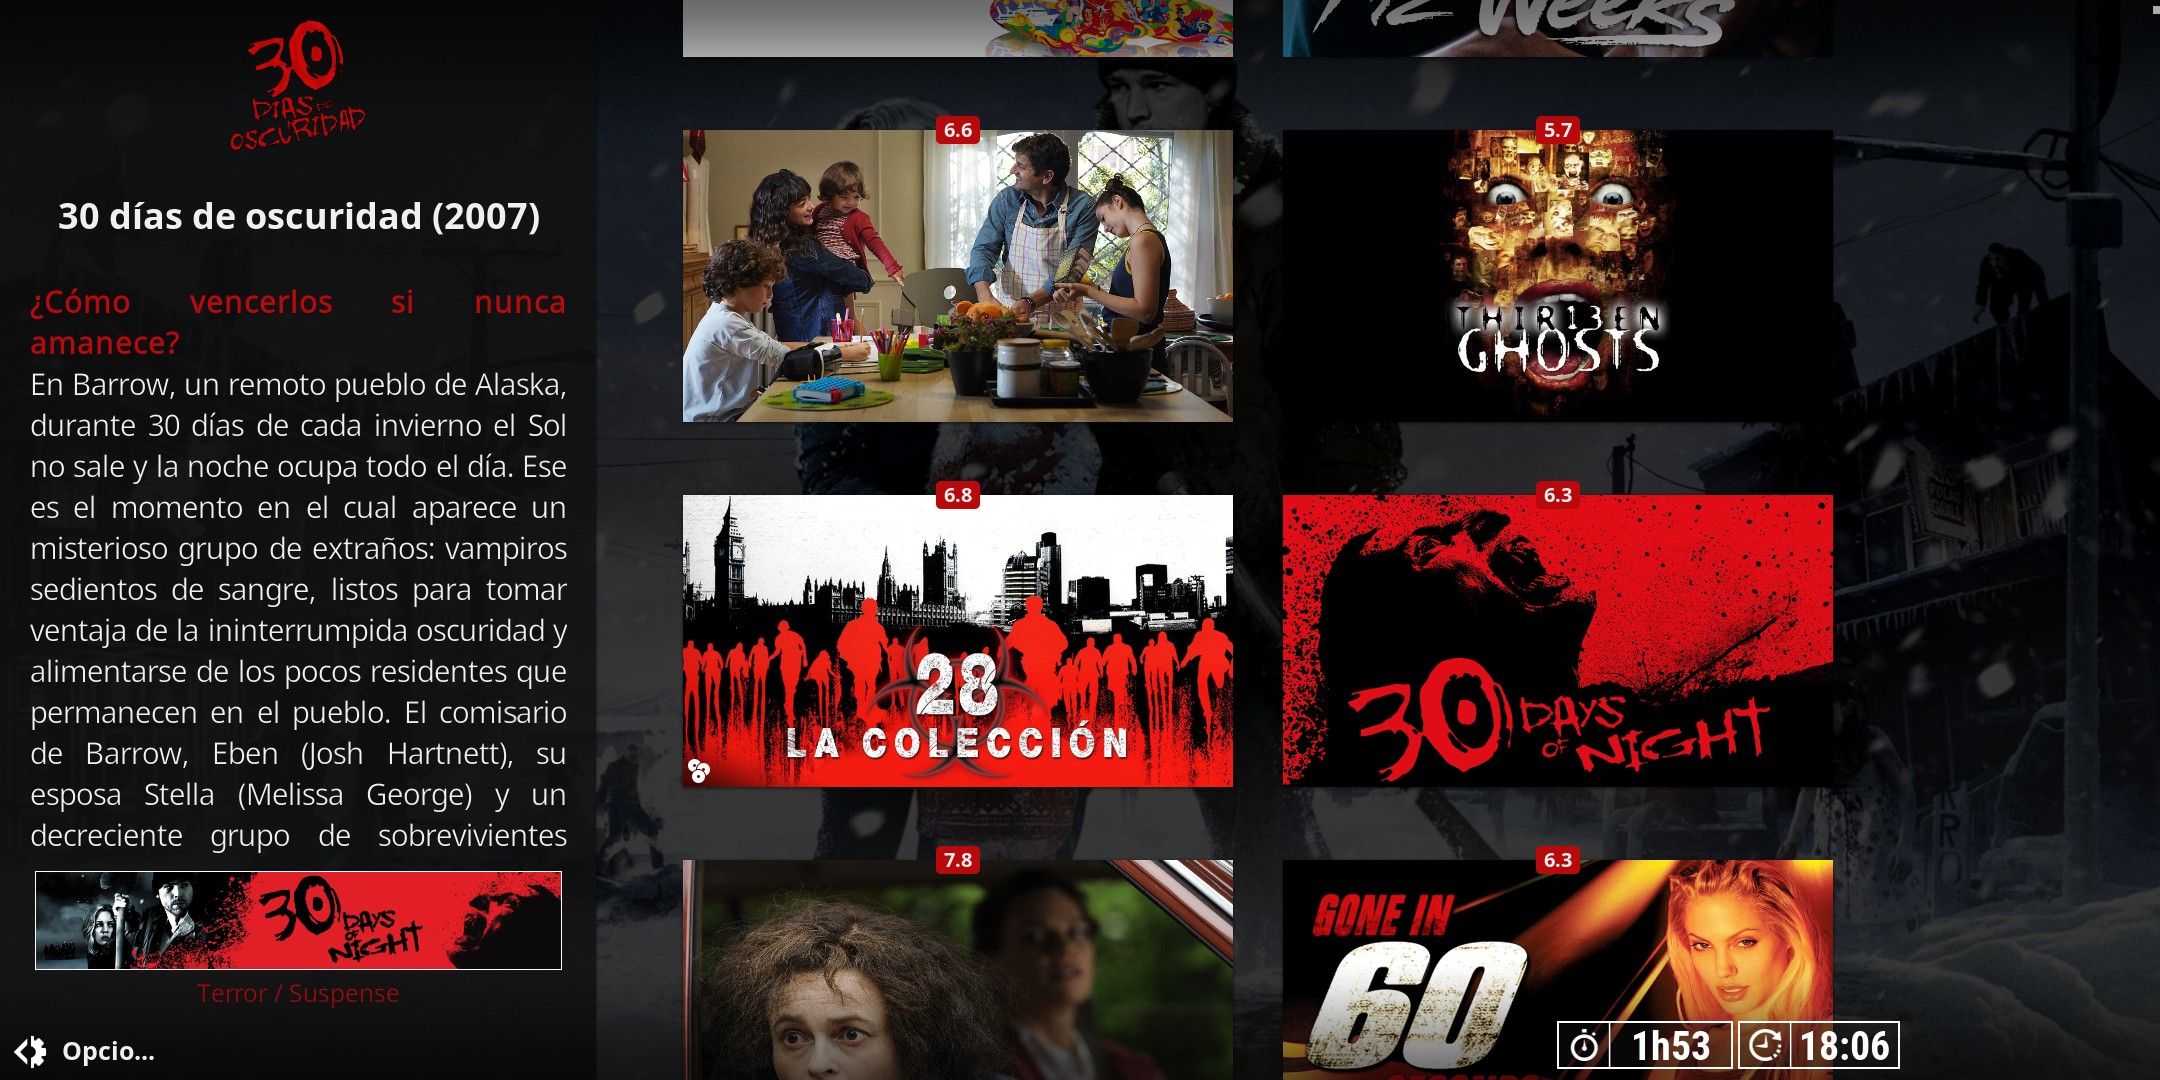 30
DÍAS DE
OSCURIDAD
30 días de oscuridad (2007)
¿Cómo vencerlos si nunca
amanece?
En Barrow, un remoto pueblo de Alaska,
durante 30 días de cada invierno el Sol
no sale y la noche ocupa todo el día. Ese
es el momento en el cual aparece un
misterioso grupo de extraños: vampiros
sedientos de sangre, listos para tomar
ventaja de la ininterrumpida oscuridad y
alimentarse de los pocos residentes que
permanecen en el pueblo. El comisario
de Barrow, Eben (Josh Hartnett), su
esposa Stella (Melissa George) y un
decreciente grupo de sobrevivientes
30 DAYS
OF
NIGHT
Terror / Suspense
Opcio...
Weeks
6.6
5.7
THIR13EN
GHOSTS
6.8
28
LA COLECCIÓN
6.3
30 DAYS
OF NIGHT
7.8
6.3
GONE IN
60
1h53
18:06